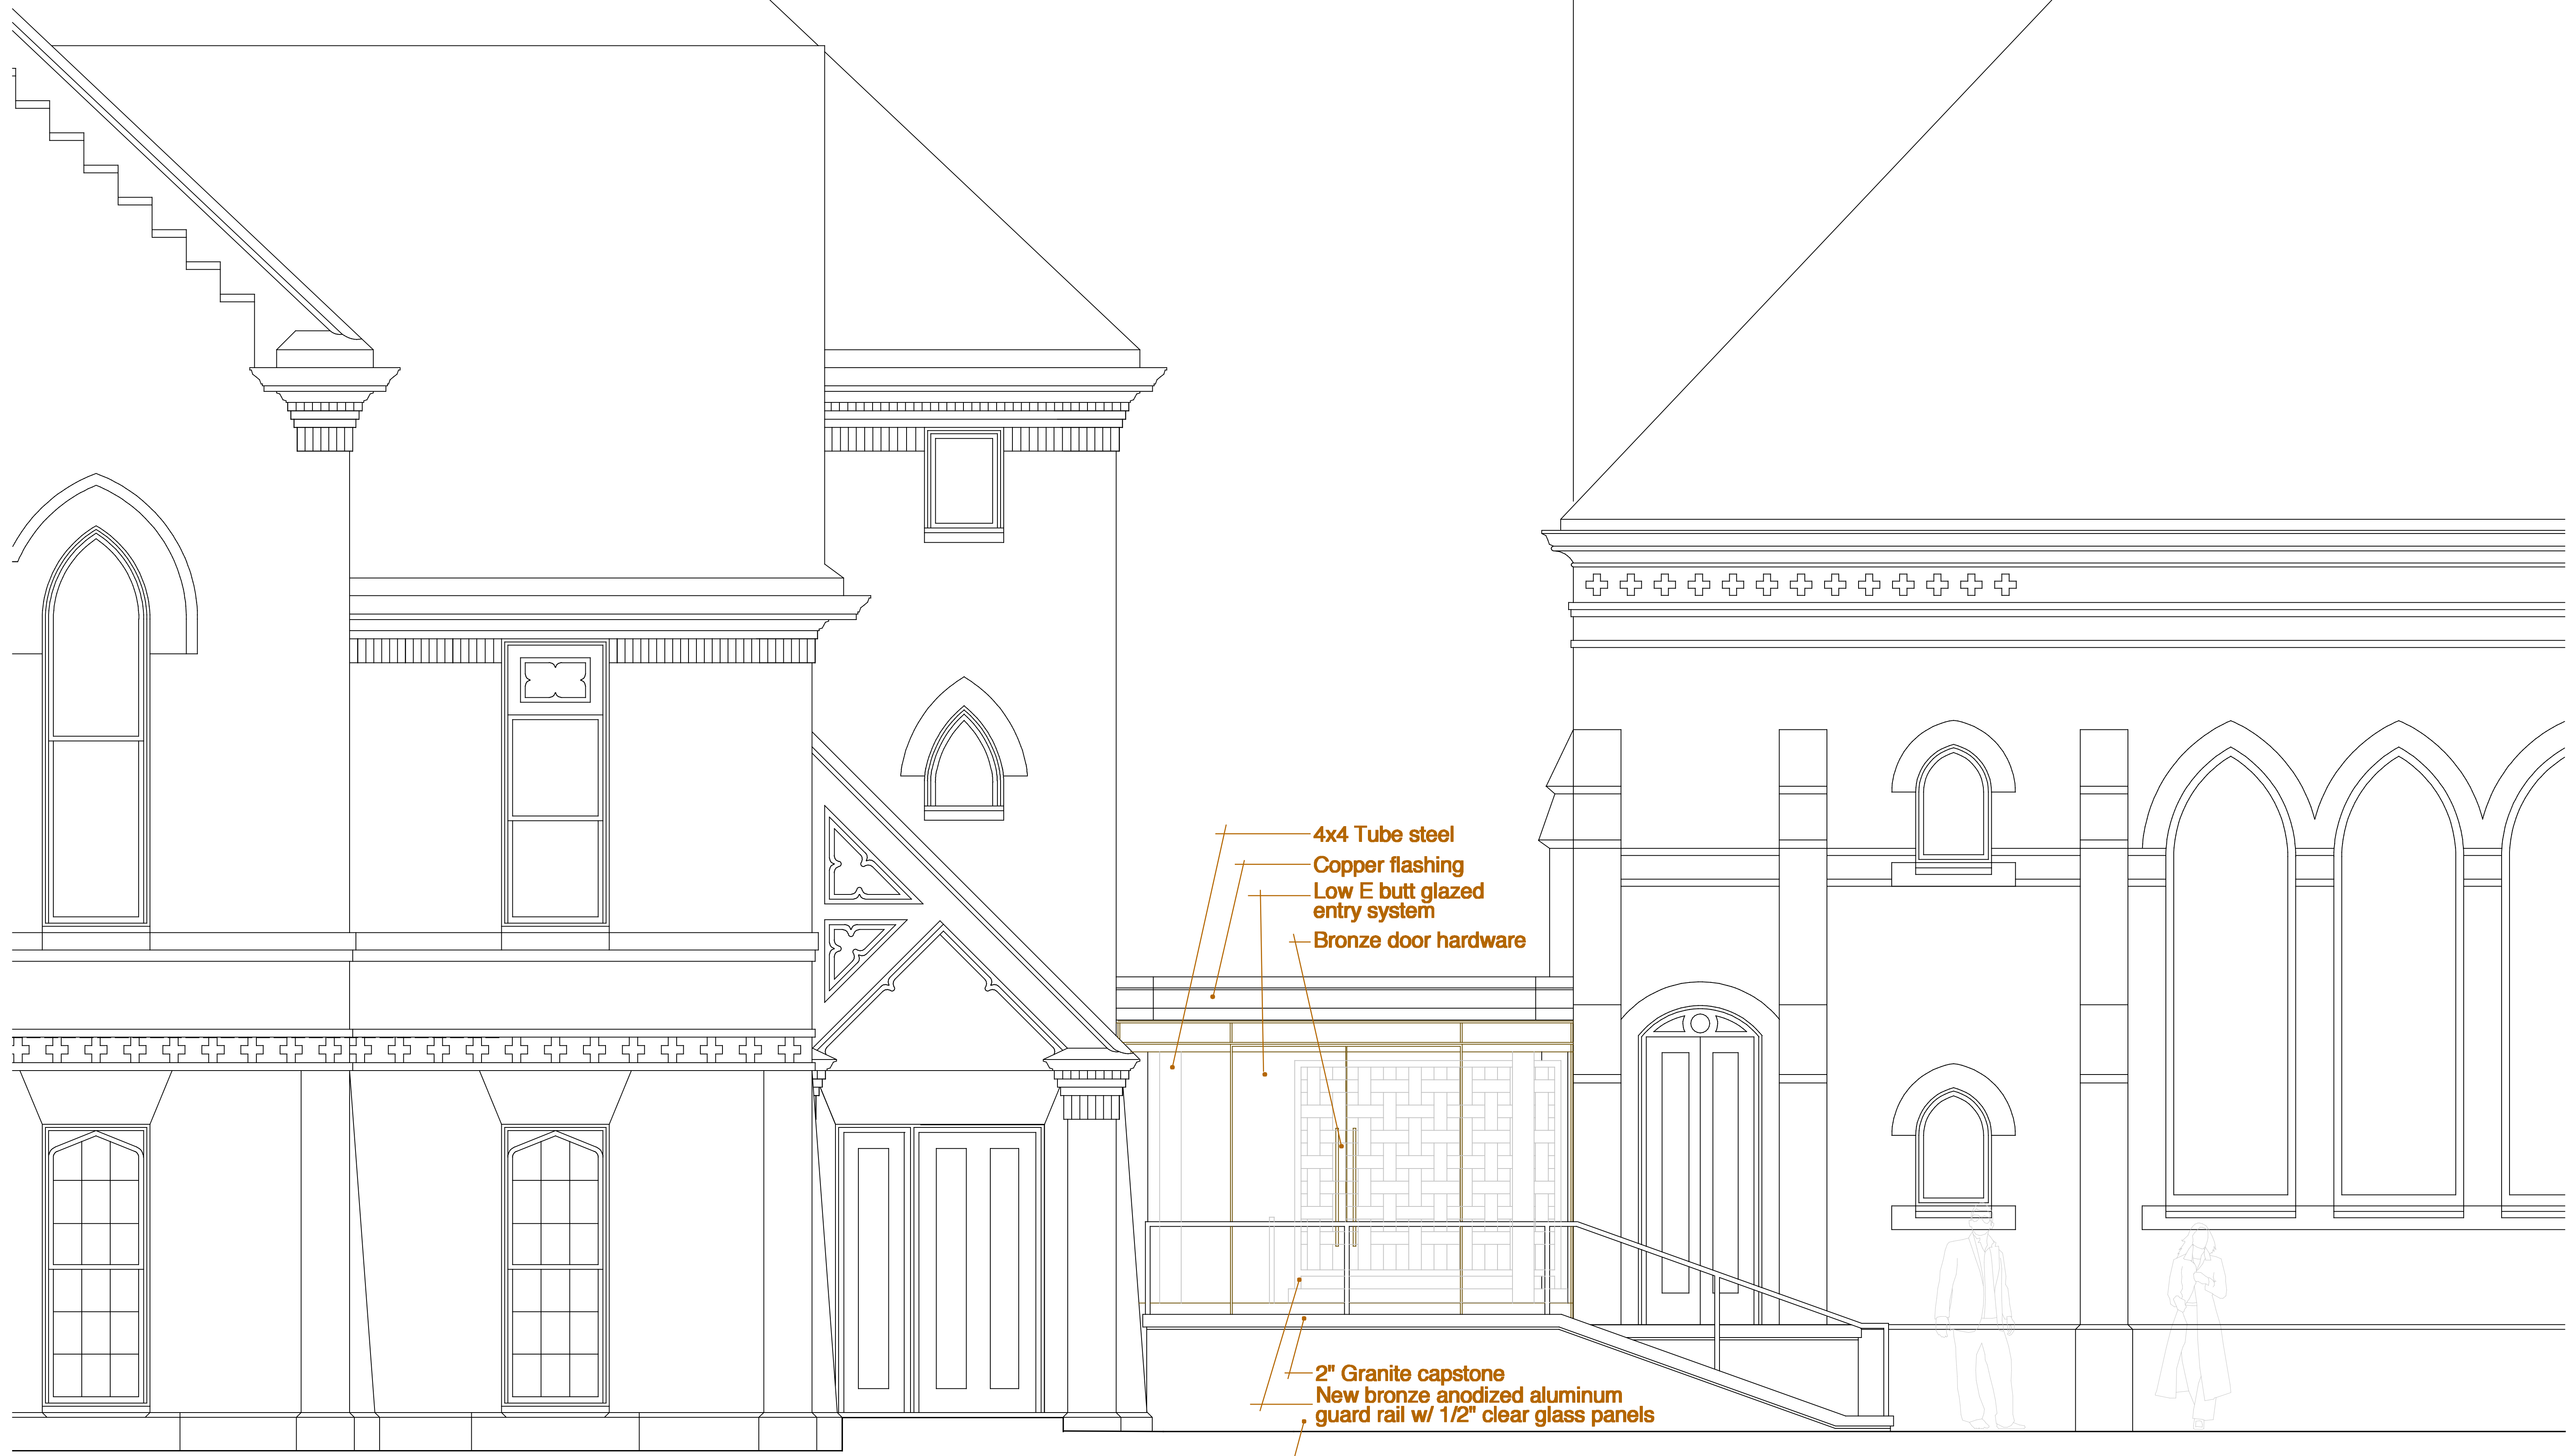 4x4 Tube steel
Copper flashing
Low E butt glazed
entry system
Bronze door hardware
2" Granite capstone
New bronze anodized aluminum
guard rail w/ 1/2" clear glass panels